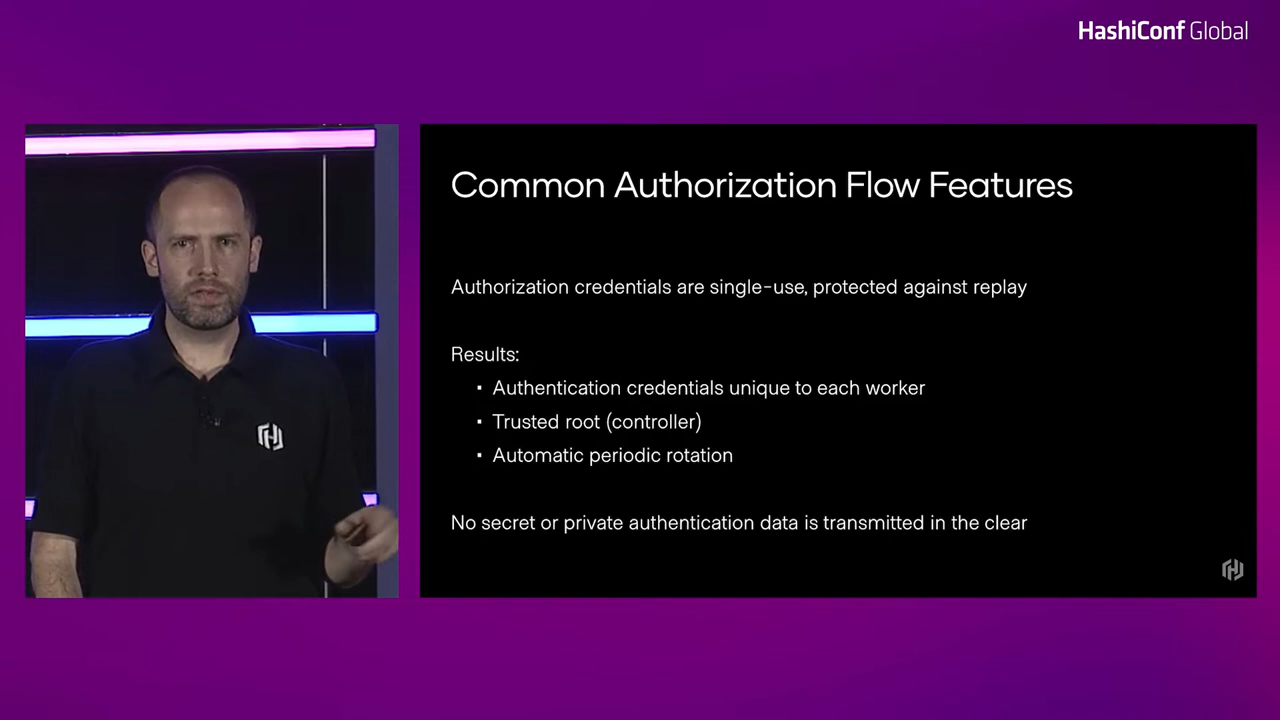 HashiConf Global
Common Authorization Flow Features
Authorization credentials are single-use, protected against replay
Results:
▪ Authentication credentials unique to each worker
▪ Trusted root (controller)
▪ Automatic periodic rotation
No secret or private authentication data is transmitted in the clear